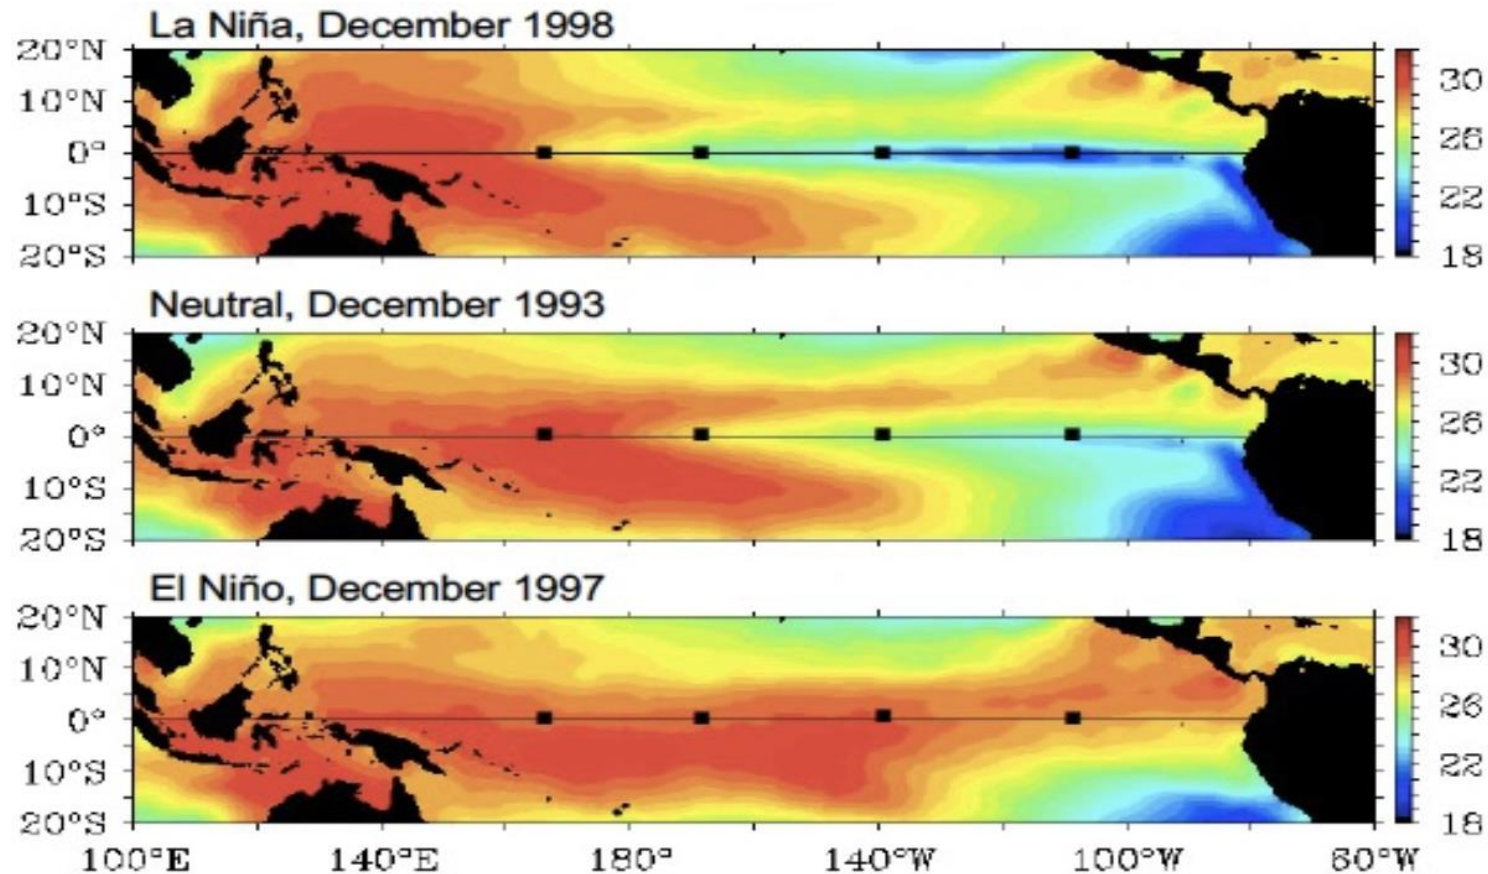 La Niña, December 1998
20°N
10°N
0°
10°S
20°S
30
26
22
18
Neutral, December 1993
20°N
10°N
0°
10°S
20°S
30
26
22
18
El Niño, December 1997
20°N
10°N
0°
10°S
20°S
30
26
22
18
100°E 140°E 180° 140°W 100°W 60°W